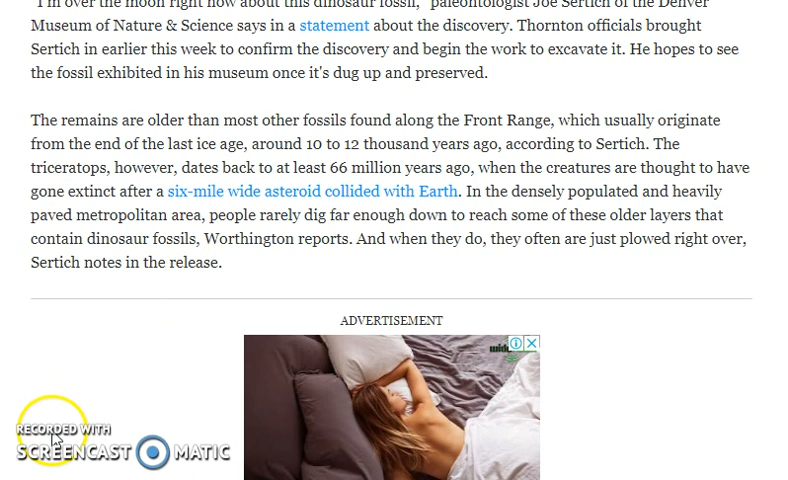 "I'm over the moon right now about this dinosaur fossil," paleontologist Joe Sertich of the Denver
Museum of Nature & Science says in a statement about the discovery. Thornton officials brought
Sertich in earlier this week to confirm the discovery and begin the work to excavate it. He hopes to see
the fossil exhibited in his museum once it's dug up and preserved.
The remains are older than most other fossils found along the Front Range, which usually originate
from the end of the last ice age, around 10 to 12 thousand years ago, according to Sertich. The
triceratops, however, dates back to at least 66 million years ago, when the creatures are thought to have
gone extinct after a six-mile wide asteroid collided with Earth. In the densely populated and heavily
paved metropolitan area, people rarely dig far enough down to reach some of these older layers that
contain dinosaur fossils, Worthington reports. And when they do, they often are just plowed right over,
Sertich notes in the release.
ADVERTISEMENT
RECORDED WITH
SCREENCAST MATIC